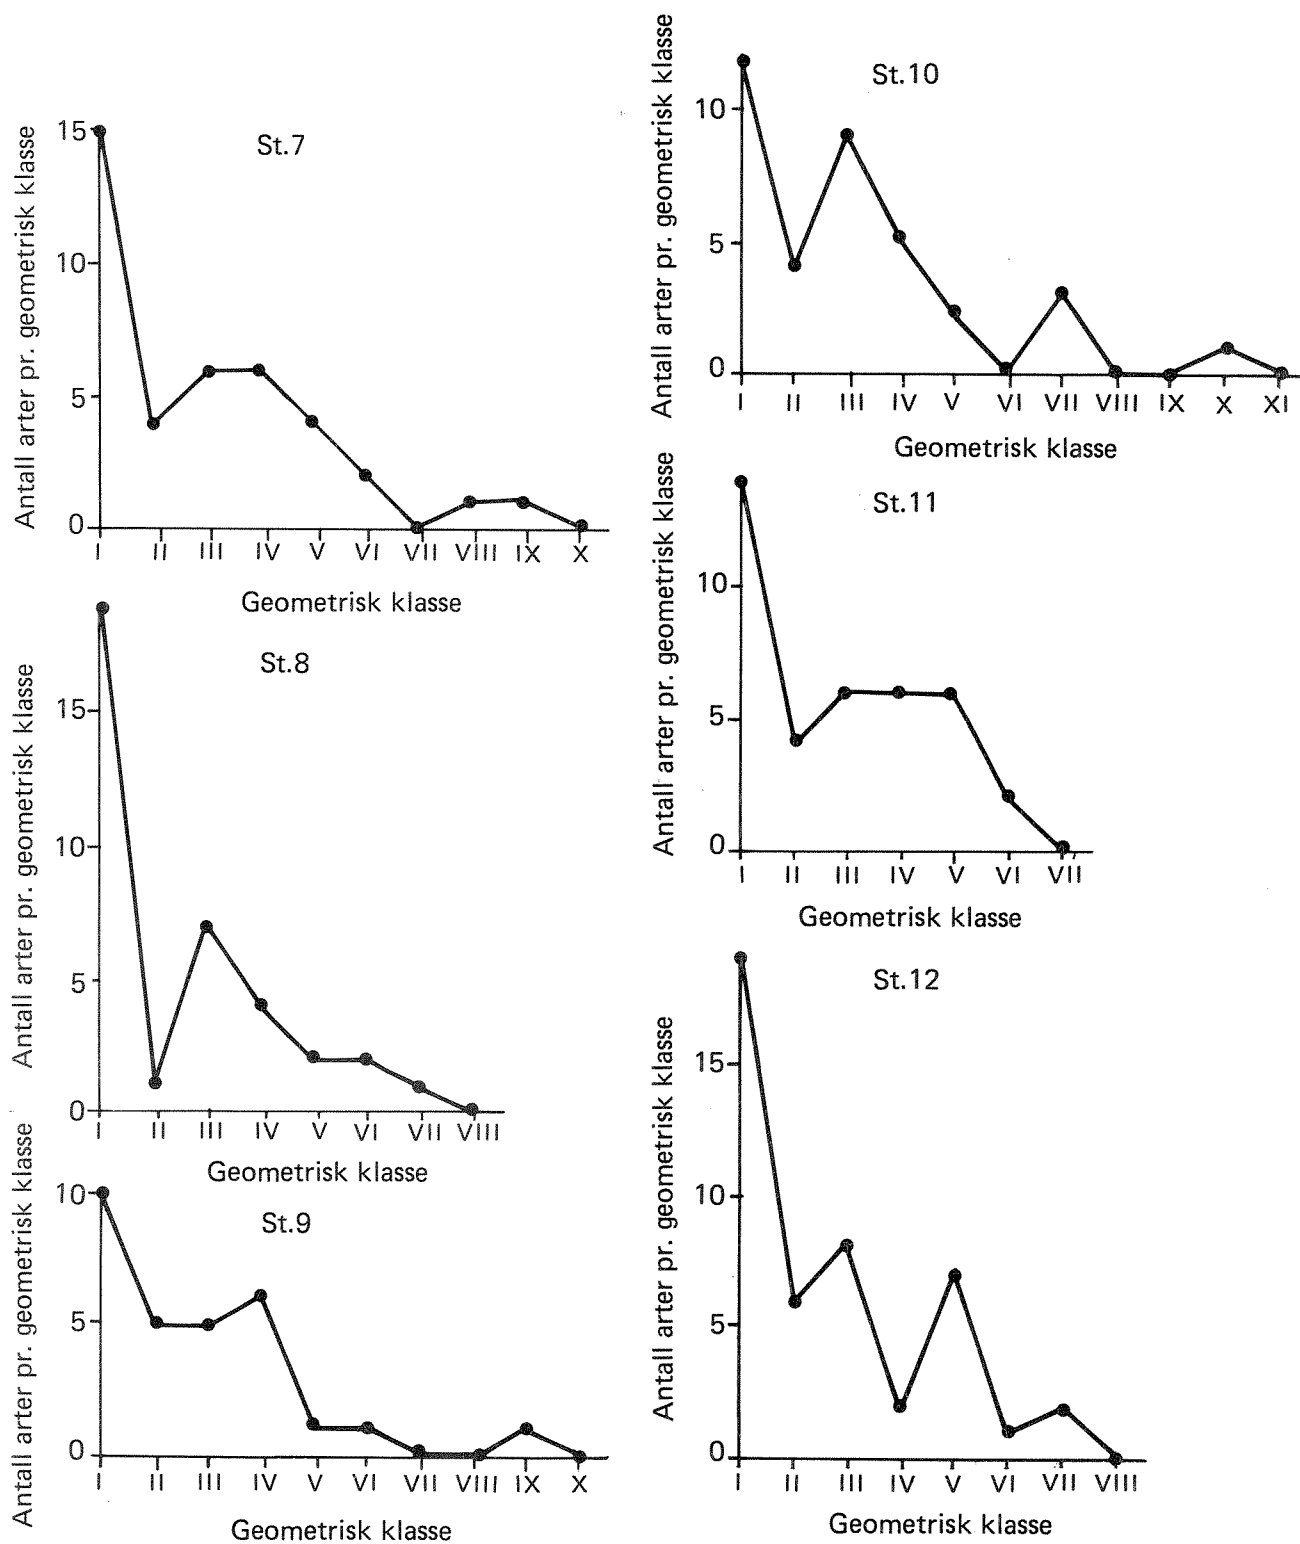 St.7
Antall arter pr. geometrisk klasse
15
10
5
0
I II III IV V VI VII VIII IX X
Geometrisk klasse
St.8
Antall arter pr. geometrisk klasse
15
10
5
0
I II III IV V VI VII VIII
Geometrisk klasse
St.9
Antall arter pr. geometrisk klasse
10
5
0
I II III IV V VI VII VIII IX X
Geometrisk klasse
St.10
Antall arter pr. geometrisk klasse
10
5
0
I II III IV V VI VII VIII IX X XI
Geometrisk klasse
St.11
Antall arter pr. geometrisk klasse
10
5
0
I II III IV V VI VII
Geometrisk klasse
St.12
Antall arter pr. geometrisk klasse
15
10
5
0
I II III IV V VI VII VIII
Geometrisk klasse